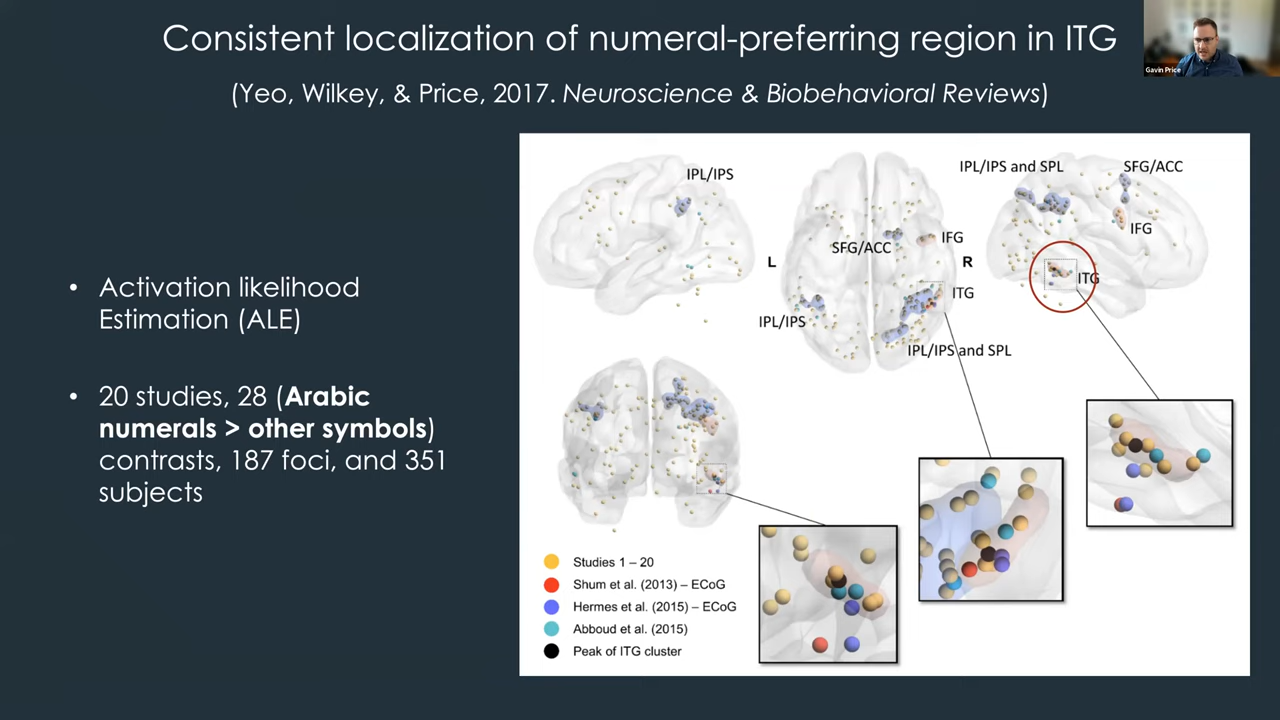 Consistent localization of numeral-preferring region in ITG
Gavin Price
(Yeo, Wilkey, & Price, 2017. Neuroscience & Biobehavioral Reviews)
• Activation likelihood
Estimation (ALE)
• 20 studies, 28 (Arabic
numerals > other symbols)
contrasts, 187 foci, and 351
subjects
IPL/IPS
IPL/IPS and SPL
SFG/ACC
IFG
ITG
L
R
SFG/ACC
IFG
ITG
IPL/IPS
IPL/IPS and SPL
Studies 1 – 20
Shum et al. (2013) – ECoG
Hermes et al. (2015) – ECoG
Abboud et al. (2015)
Peak of ITG cluster